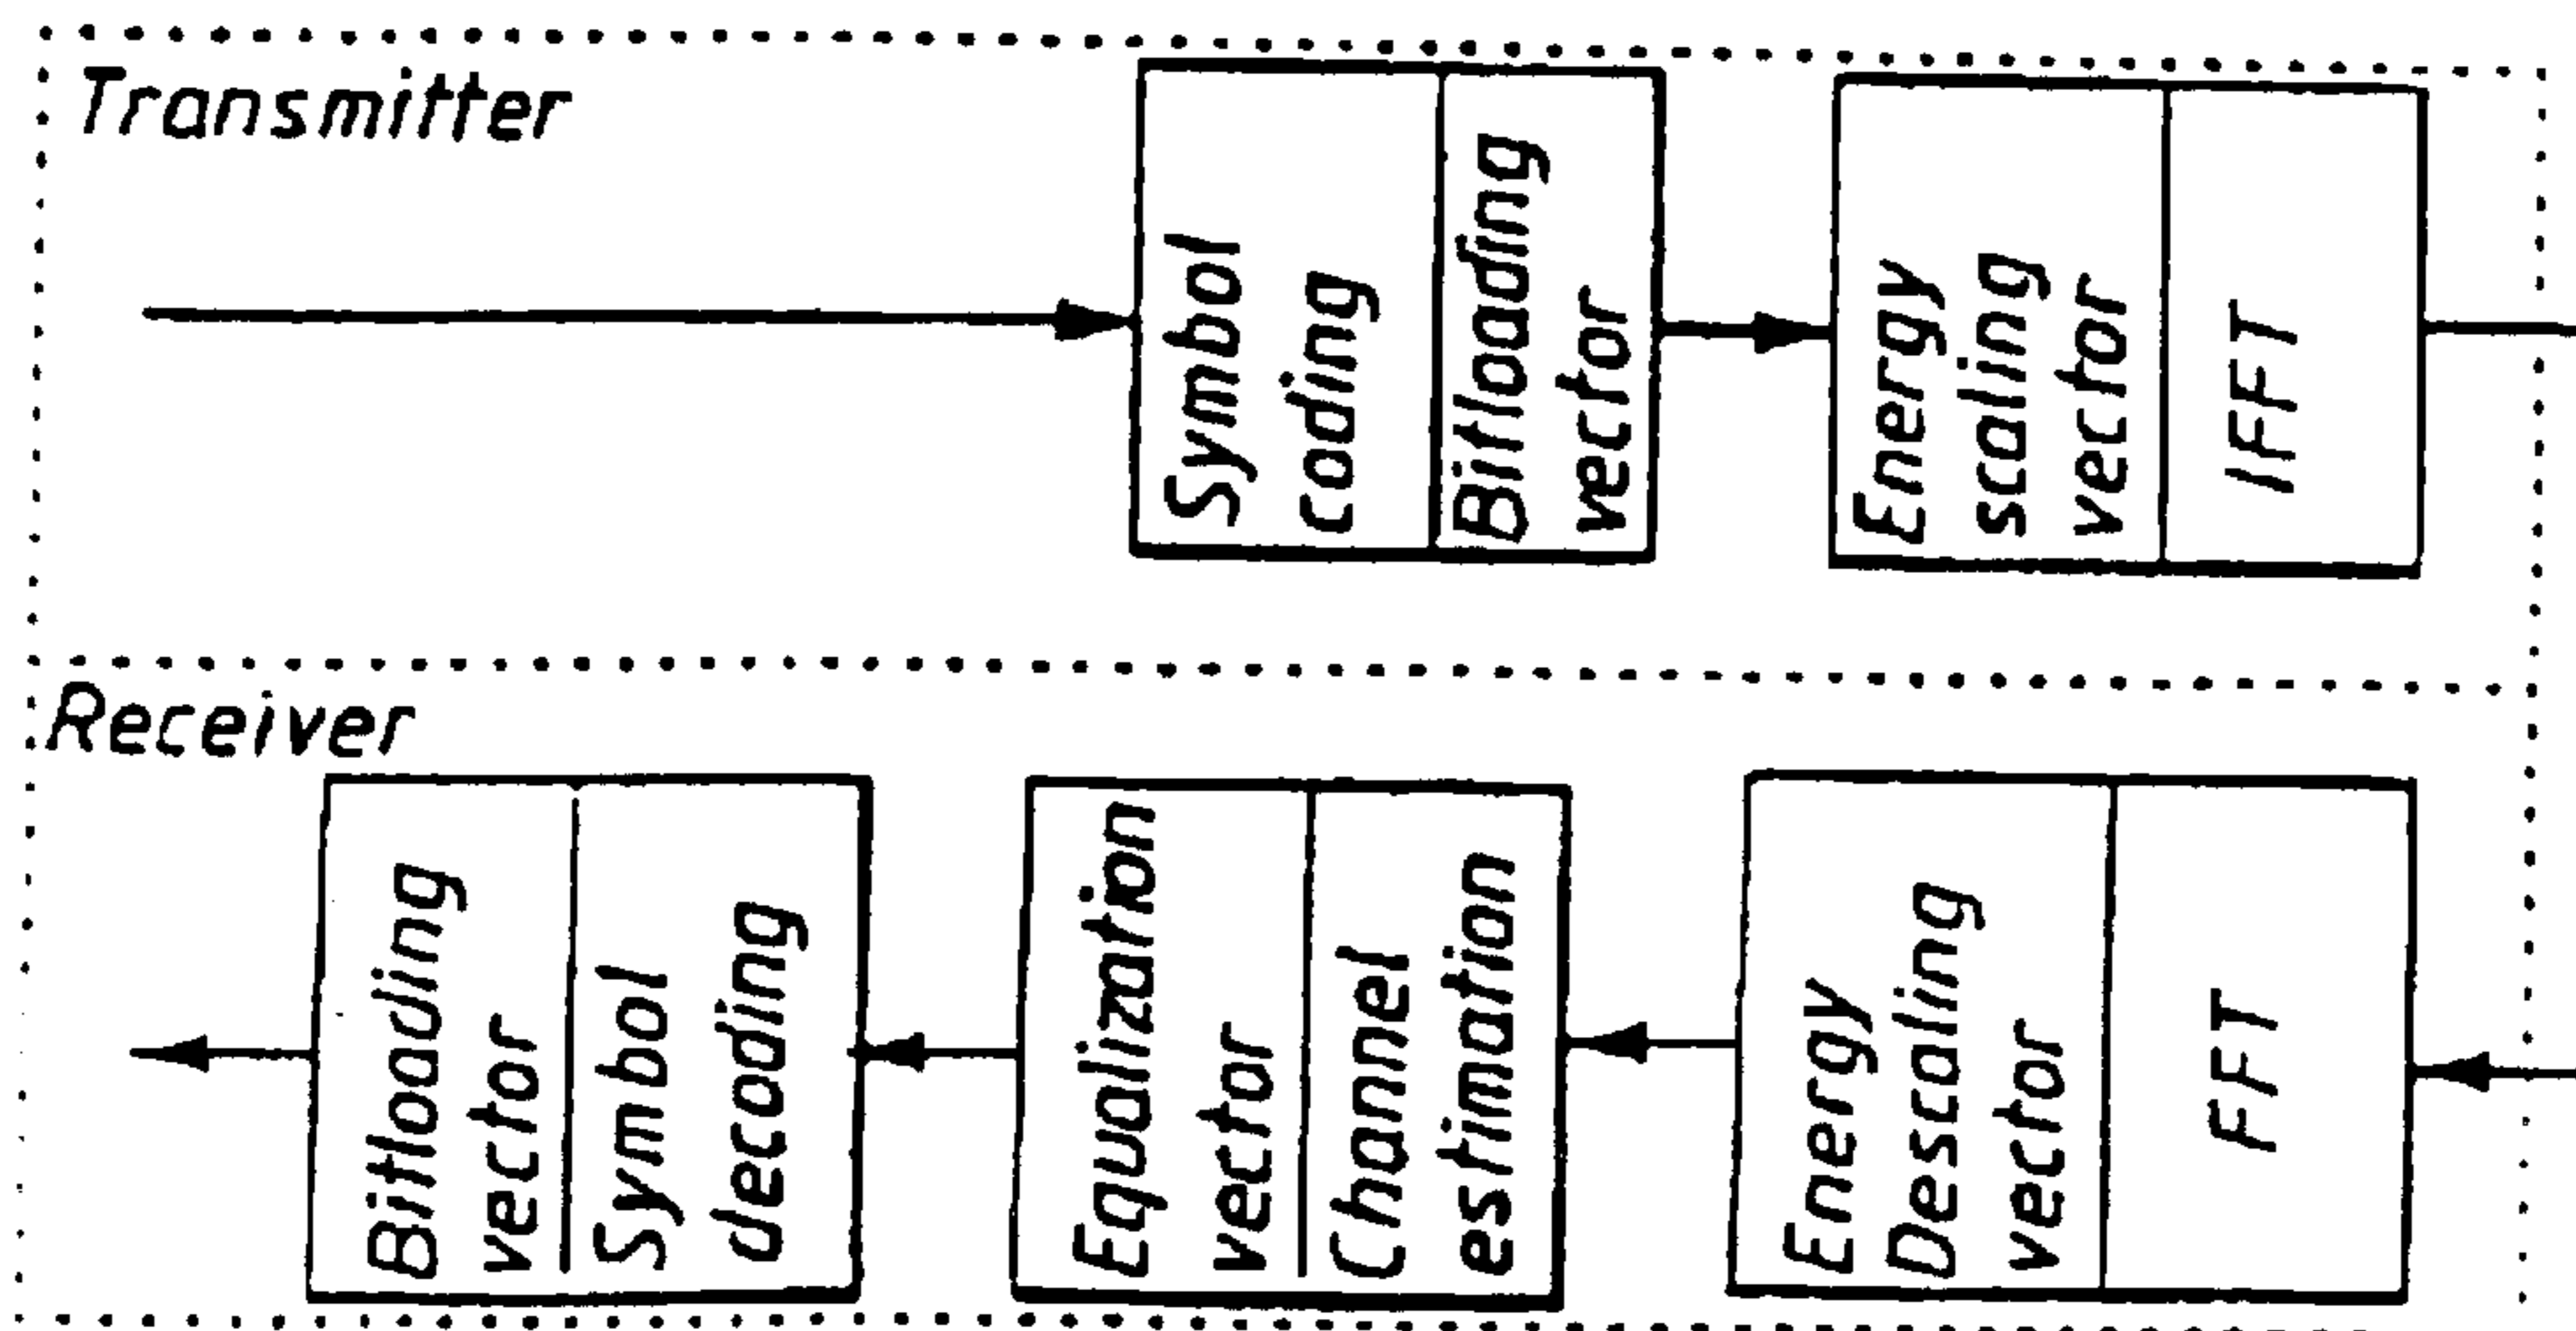 Transmitter
Symbol
coding
Bitloading
vector
Energy
scaling
vector
IFFT
Receiver
Bitloading
vector
Symbol
decoding
Equalization
vector
Channel
estimation
Energy
Descaling
vector
FFT